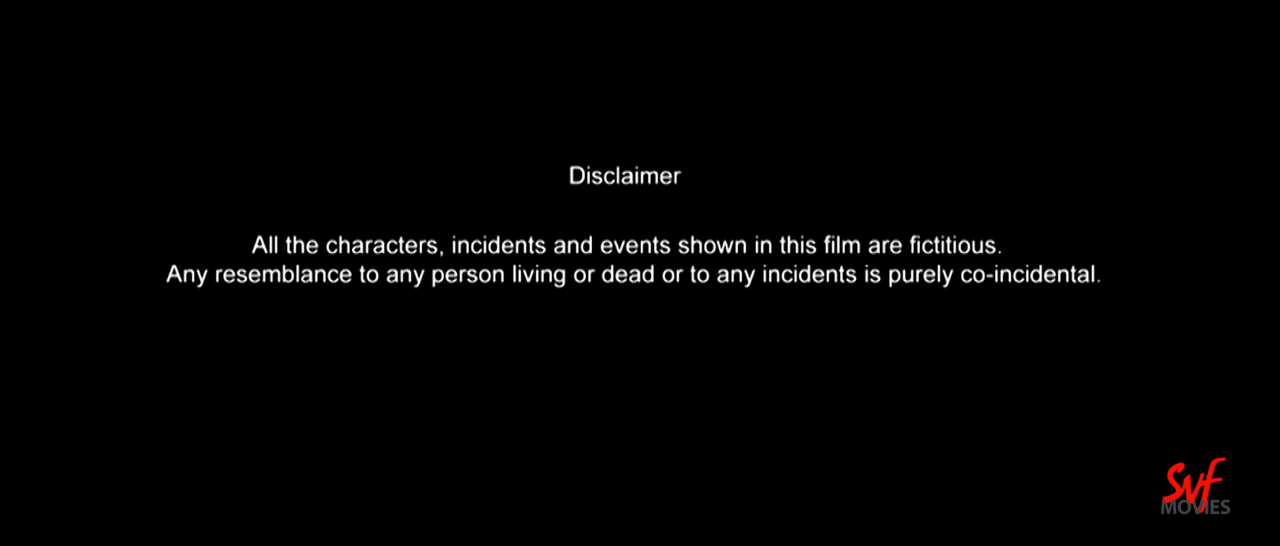 Disclaimer
All the characters, incidents and events shown in this film are fictitious.
Any resemblance to any person living or dead or to any incidents is purely co-incidental.
Svf
MOVIES